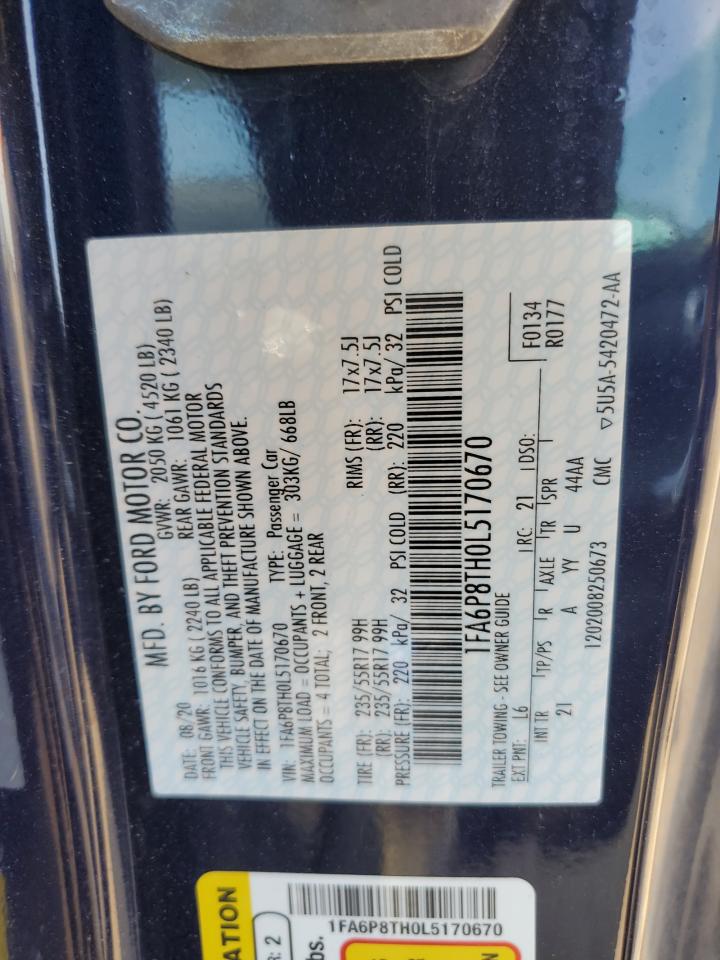 MFD. BY FORD MOTOR CO.
DATE: 08/20 GVWR: 2050 KG ( 4520 LB)
FRONT GAWR: 1016 KG ( 2240 LB) REAR GAWR: 1061 KG ( 2340 LB)
THIS VEHICLE CONFORMS TO ALL APPLICABLE FEDERAL MOTOR
VEHICLE SAFETY, BUMPER, AND THEFT PREVENTION STANDARDS
IN EFFECT ON THE DATE OF MANUFACTURE SHOWN ABOVE.
VIN: 1FA6P8TH0L5170670 TYPE: Passenger Car
MAXIMUM LOAD = OCCUPANTS + LUGGAGE = 303KG/ 668LB
OCCUPANTS = 4 TOTAL; 2 FRONT, 2 REAR
TIRE (FR): 235/55R17 99H RIMS (FR): 17x7.5J
(RR): 235/55R17 99H (RR): 17x7.5J
PRESSURE (FR): 220 kPa/ 32 PSI COLD (RR): 220 kPa/ 32 PSI COLD
1FA6P8TH0L5170670
TRAILER TOWING - SEE OWNER GUIDE
EXT PNT: L6 RC: 21 DSO: F0134
R0177
INT TR TP/PS R AXLE TR SPR
21 A YY U 44AA
1202008250673 CMC ▽5U5A-5420472-AA
ATION
R: 2
bs.
1FA6P8TH0L5170670